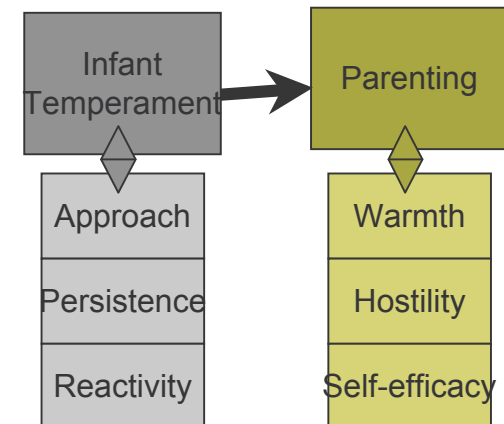 Infant
Temperament
Parenting
Approach
Persistence
Reactivity
Warmth
Hostility
Self-efficacy